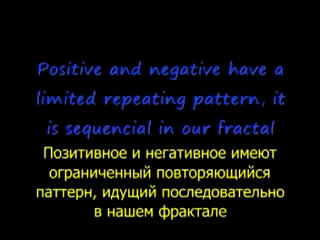 Positive and negative have a
limited repeating pattern, it
is sequencial in our fractal
Позитивное и негативное имеют
ограниченный повторяющийся
паттерн, идущий последовательно
в нашем фрактале